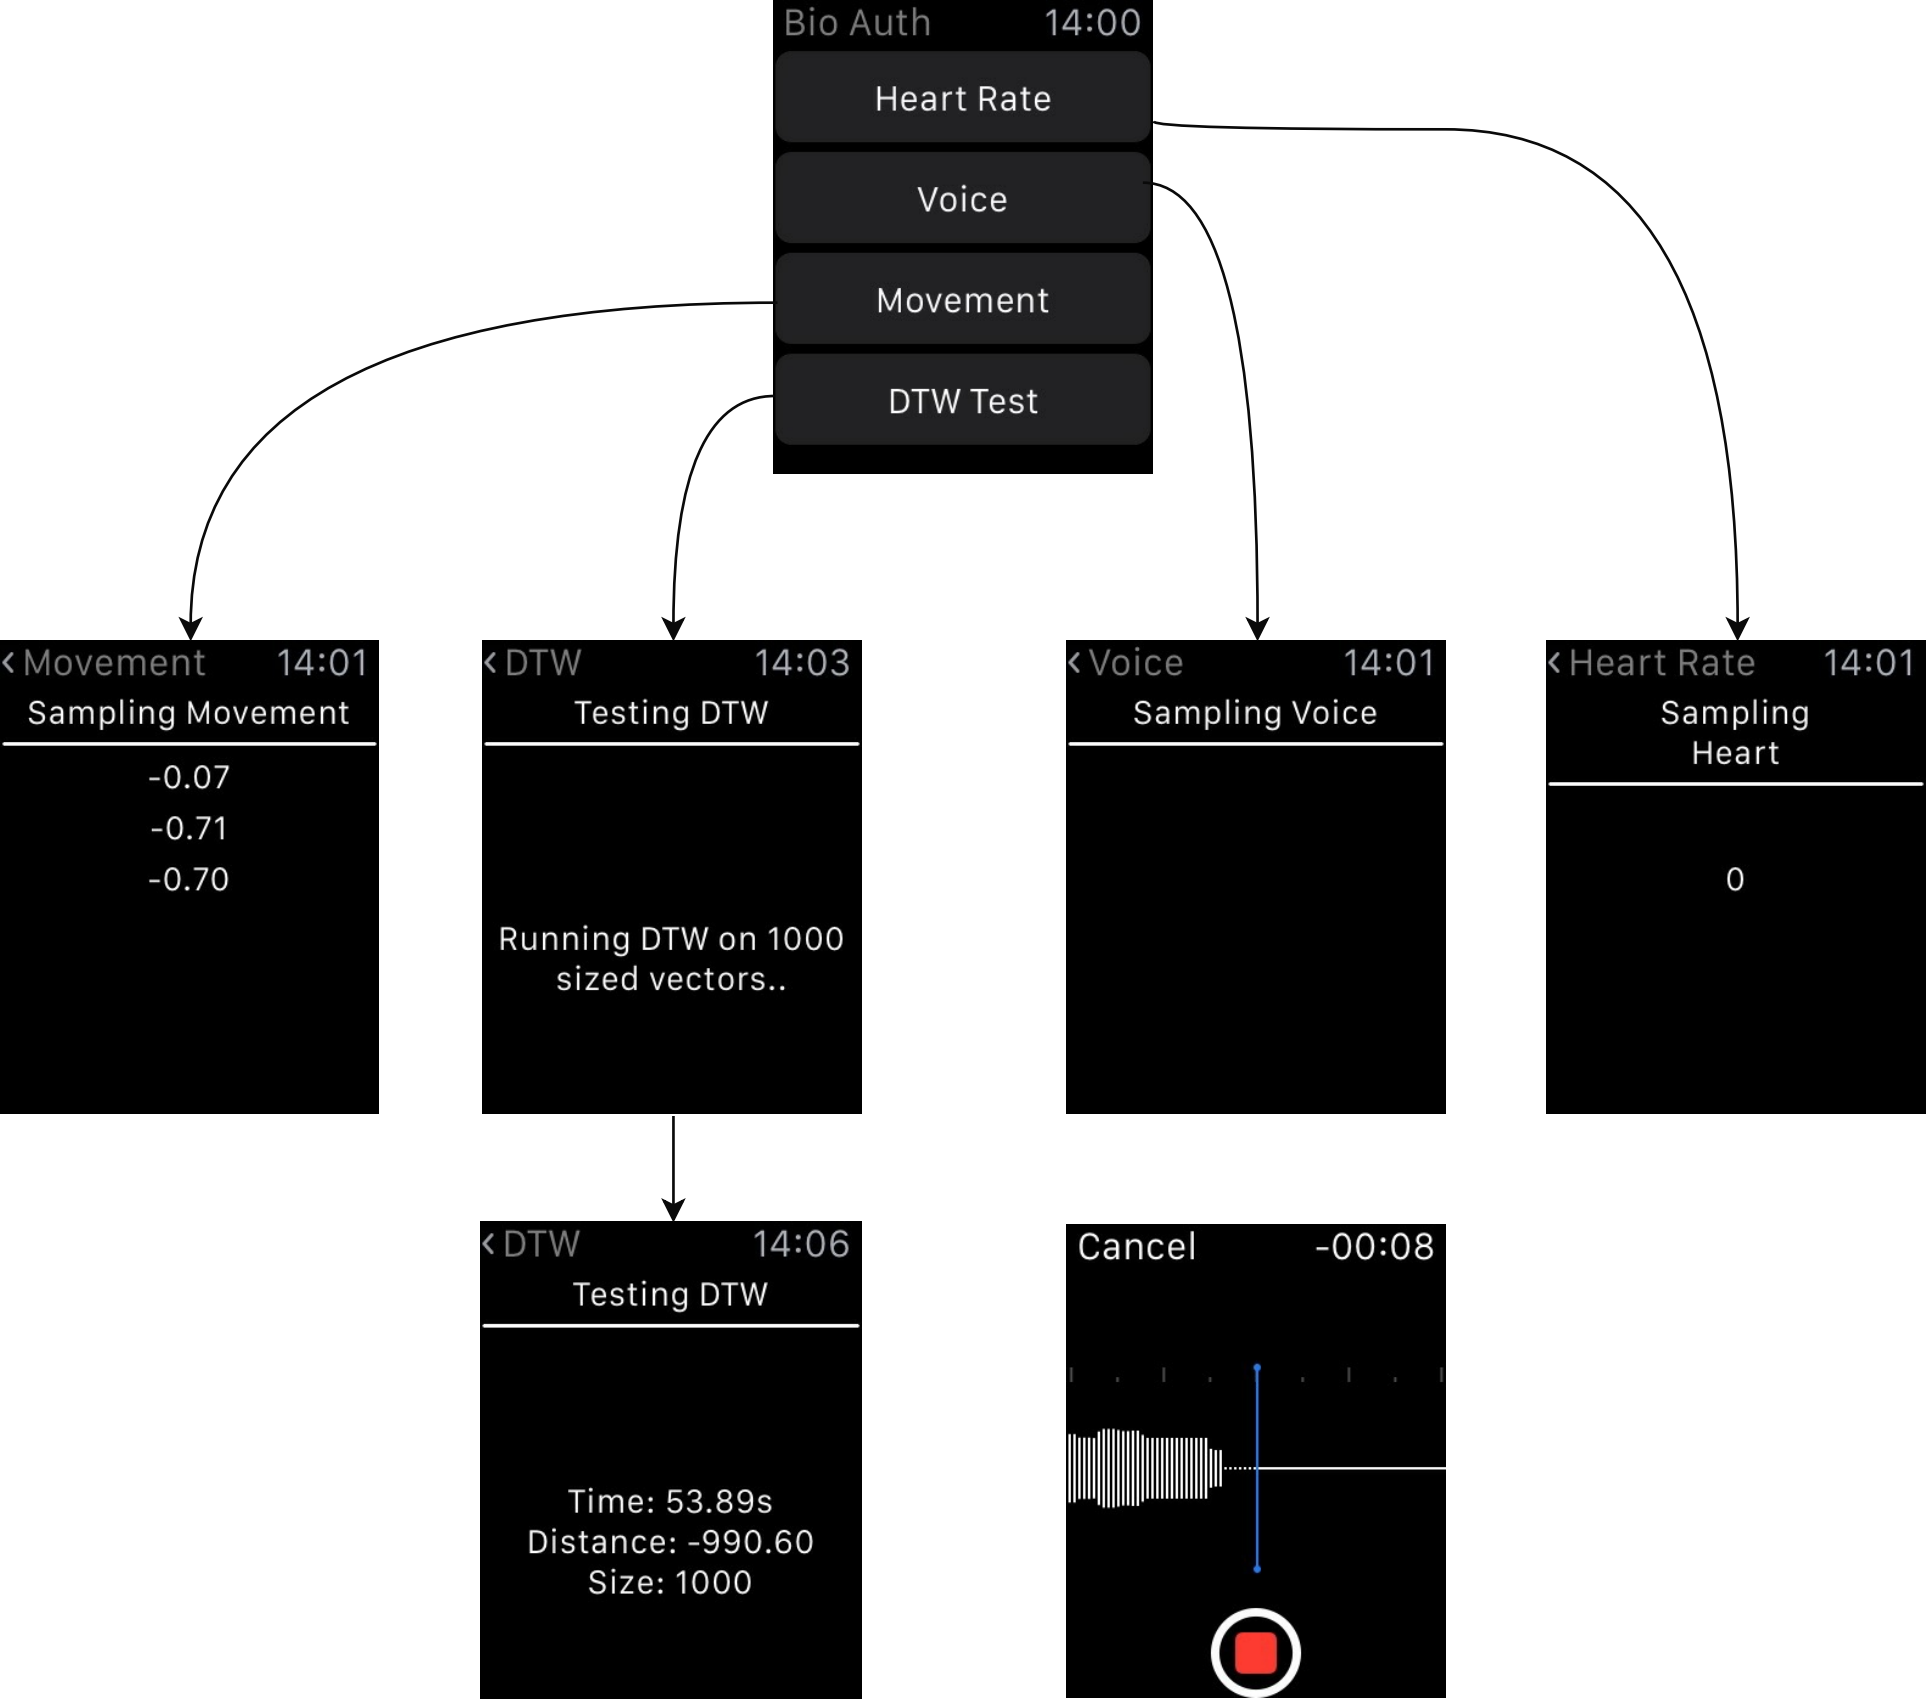 Bio Auth 14:00
Heart Rate
Voice
Movement
DTW Test
< Movement 14:01
Sampling Movement
-0.07
-0.71
-0.70
< DTW 14:03
Testing DTW
Running DTW on 1000
sized vectors..
< Voice 14:01
Sampling Voice
< Heart Rate 14:01
Sampling
Heart
0
< DTW 14:06
Testing DTW
Time: 53.89s
Distance: -990.60
Size: 1000
Cancel -00:08